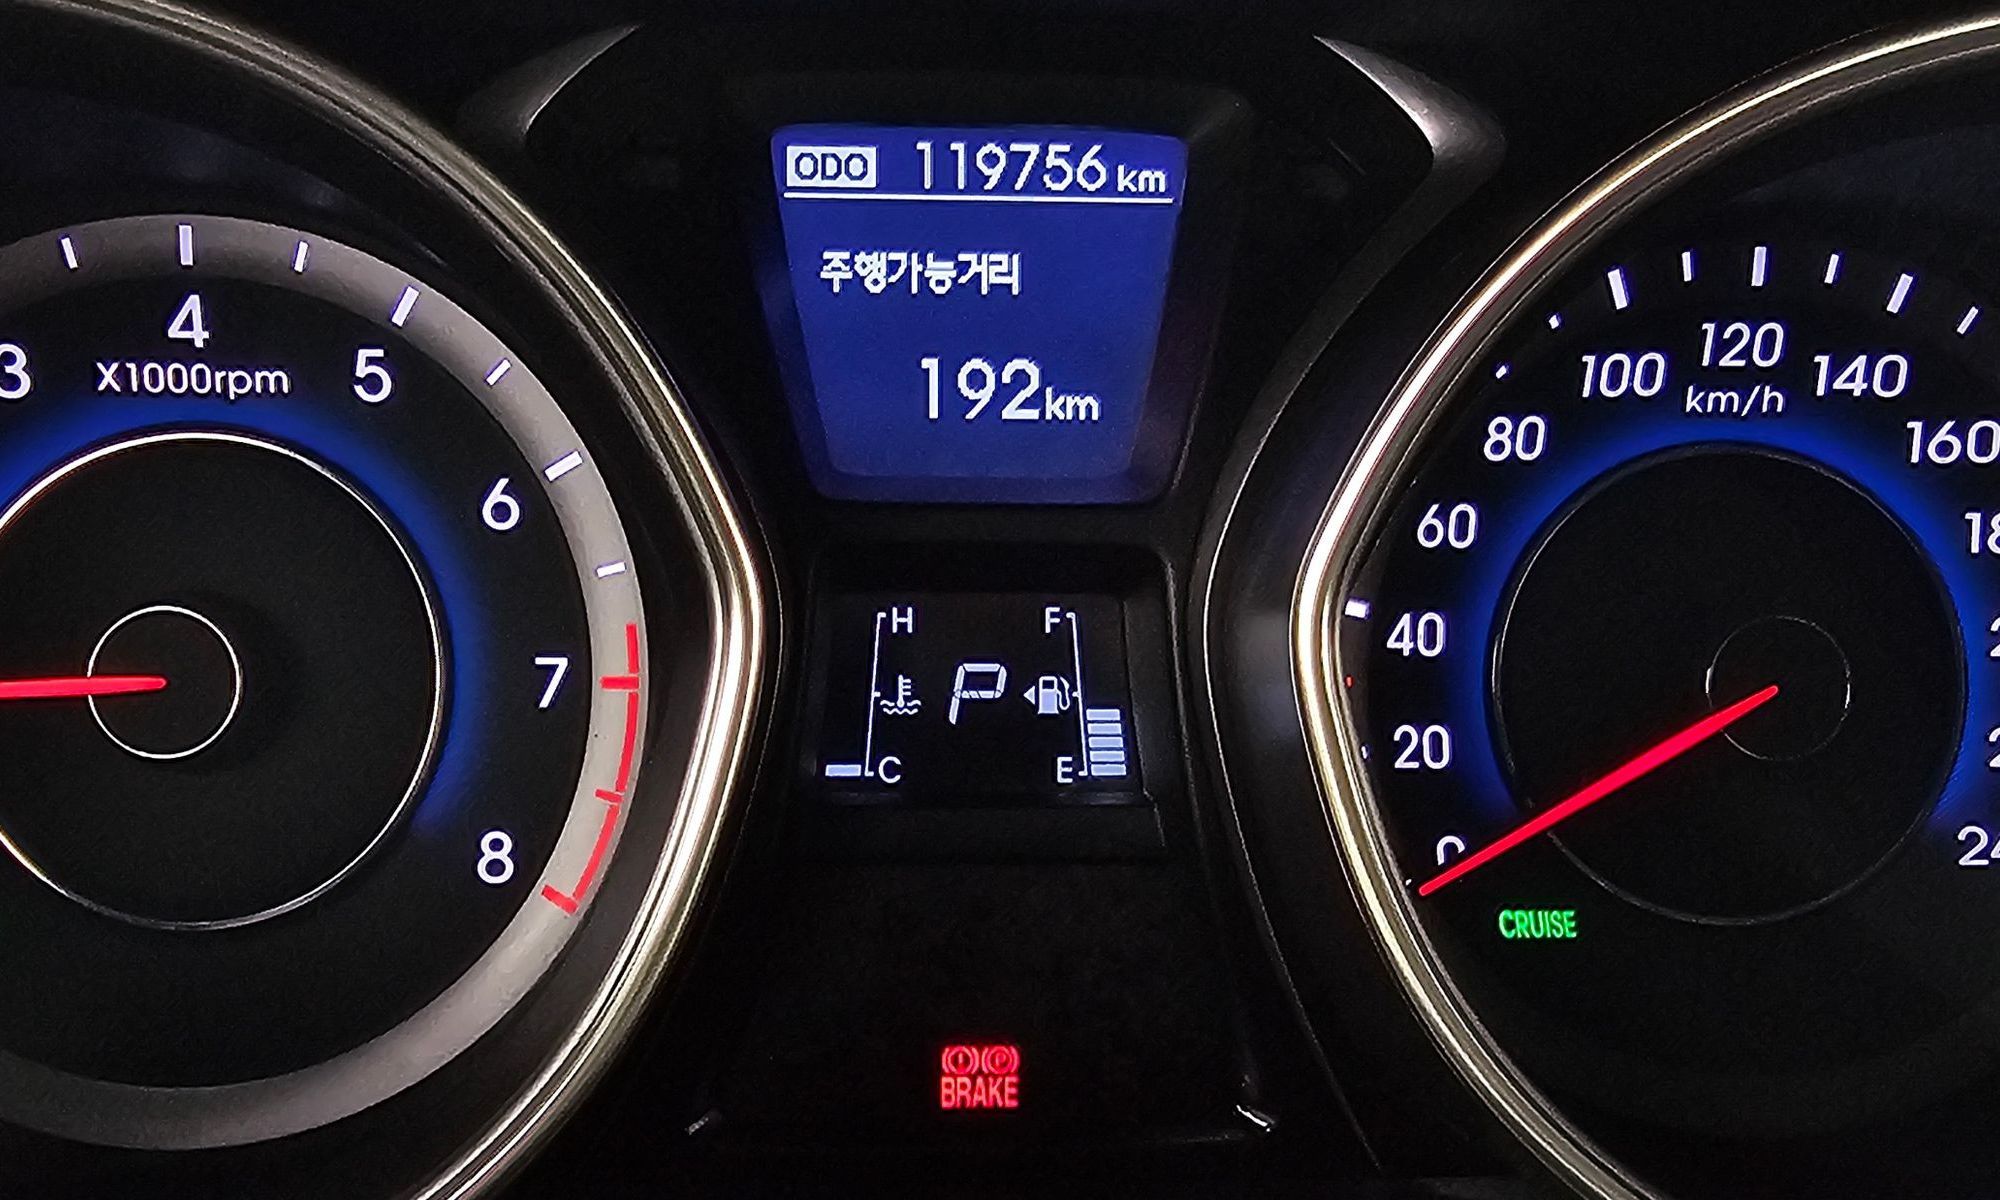 ODO 119756 km
주행가능거리
192km
3
4
5
6
7
8
X1000rpm
H
C
P
F
E
20
40
60
80
100
120
140
160
km/h
CRUISE
(!) (P)
BRAKE